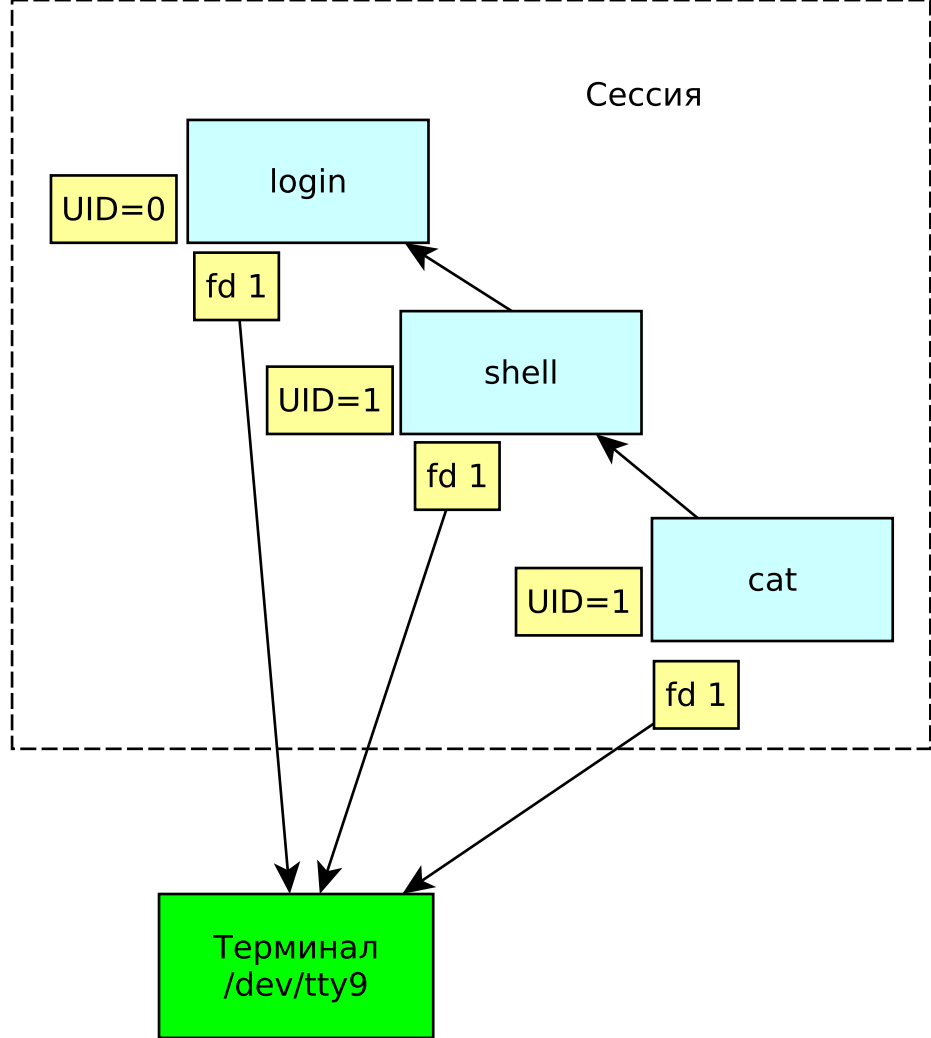 Сессия
login
UID=0
fd 1
shell
UID=1
fd 1
cat
UID=1
fd 1
Терминал
/dev/tty9